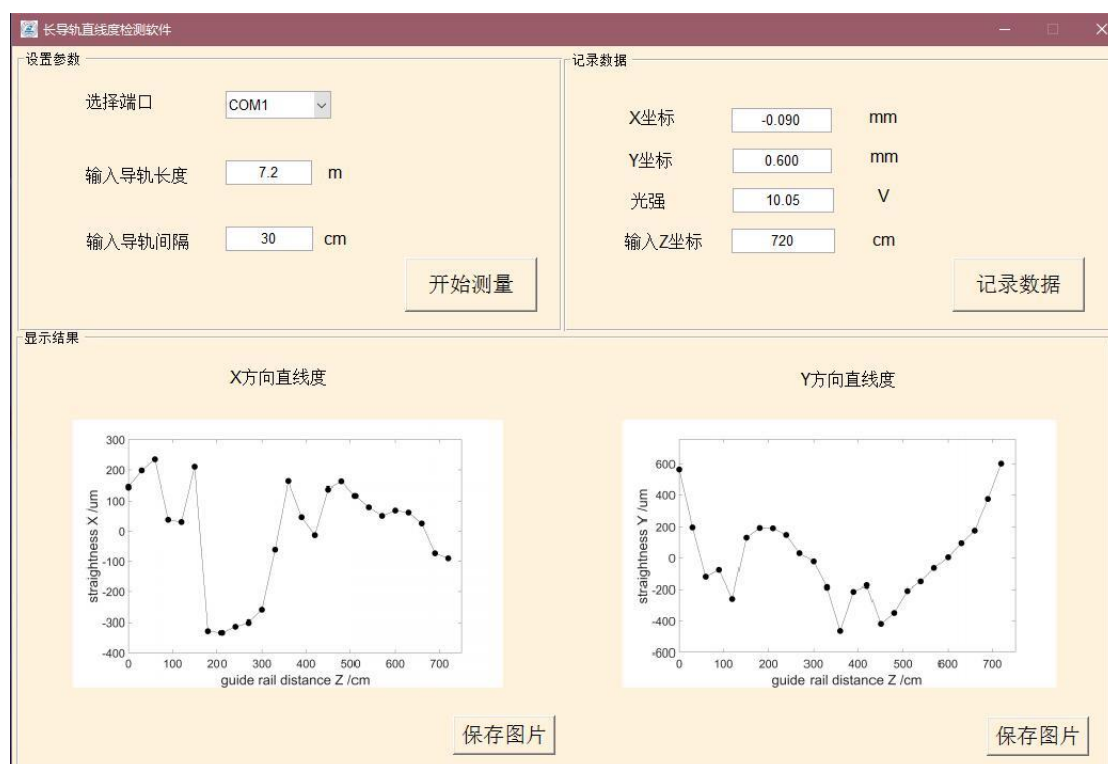 长导轨直线度检测软件
设置参数
选择端口 COM1
输入导轨长度 7.2 m
输入导轨间隔 30 cm
开始测量
记录数据
X坐标 -0.090 mm
Y坐标 0.600 mm
光强 10.05 V
输入Z坐标 720 cm
记录数据
显示结果
X方向直线度
300
200
100
0
-100
-200
-300
-400
straightness X /um
0 100 200 300 400 500 600 700
guide rail distance Z /cm
保存图片
Y方向直线度
600
400
200
0
-200
-400
-600
straightness Y /um
0 100 200 300 400 500 600 700
guide rail distance Z /cm
保存图片